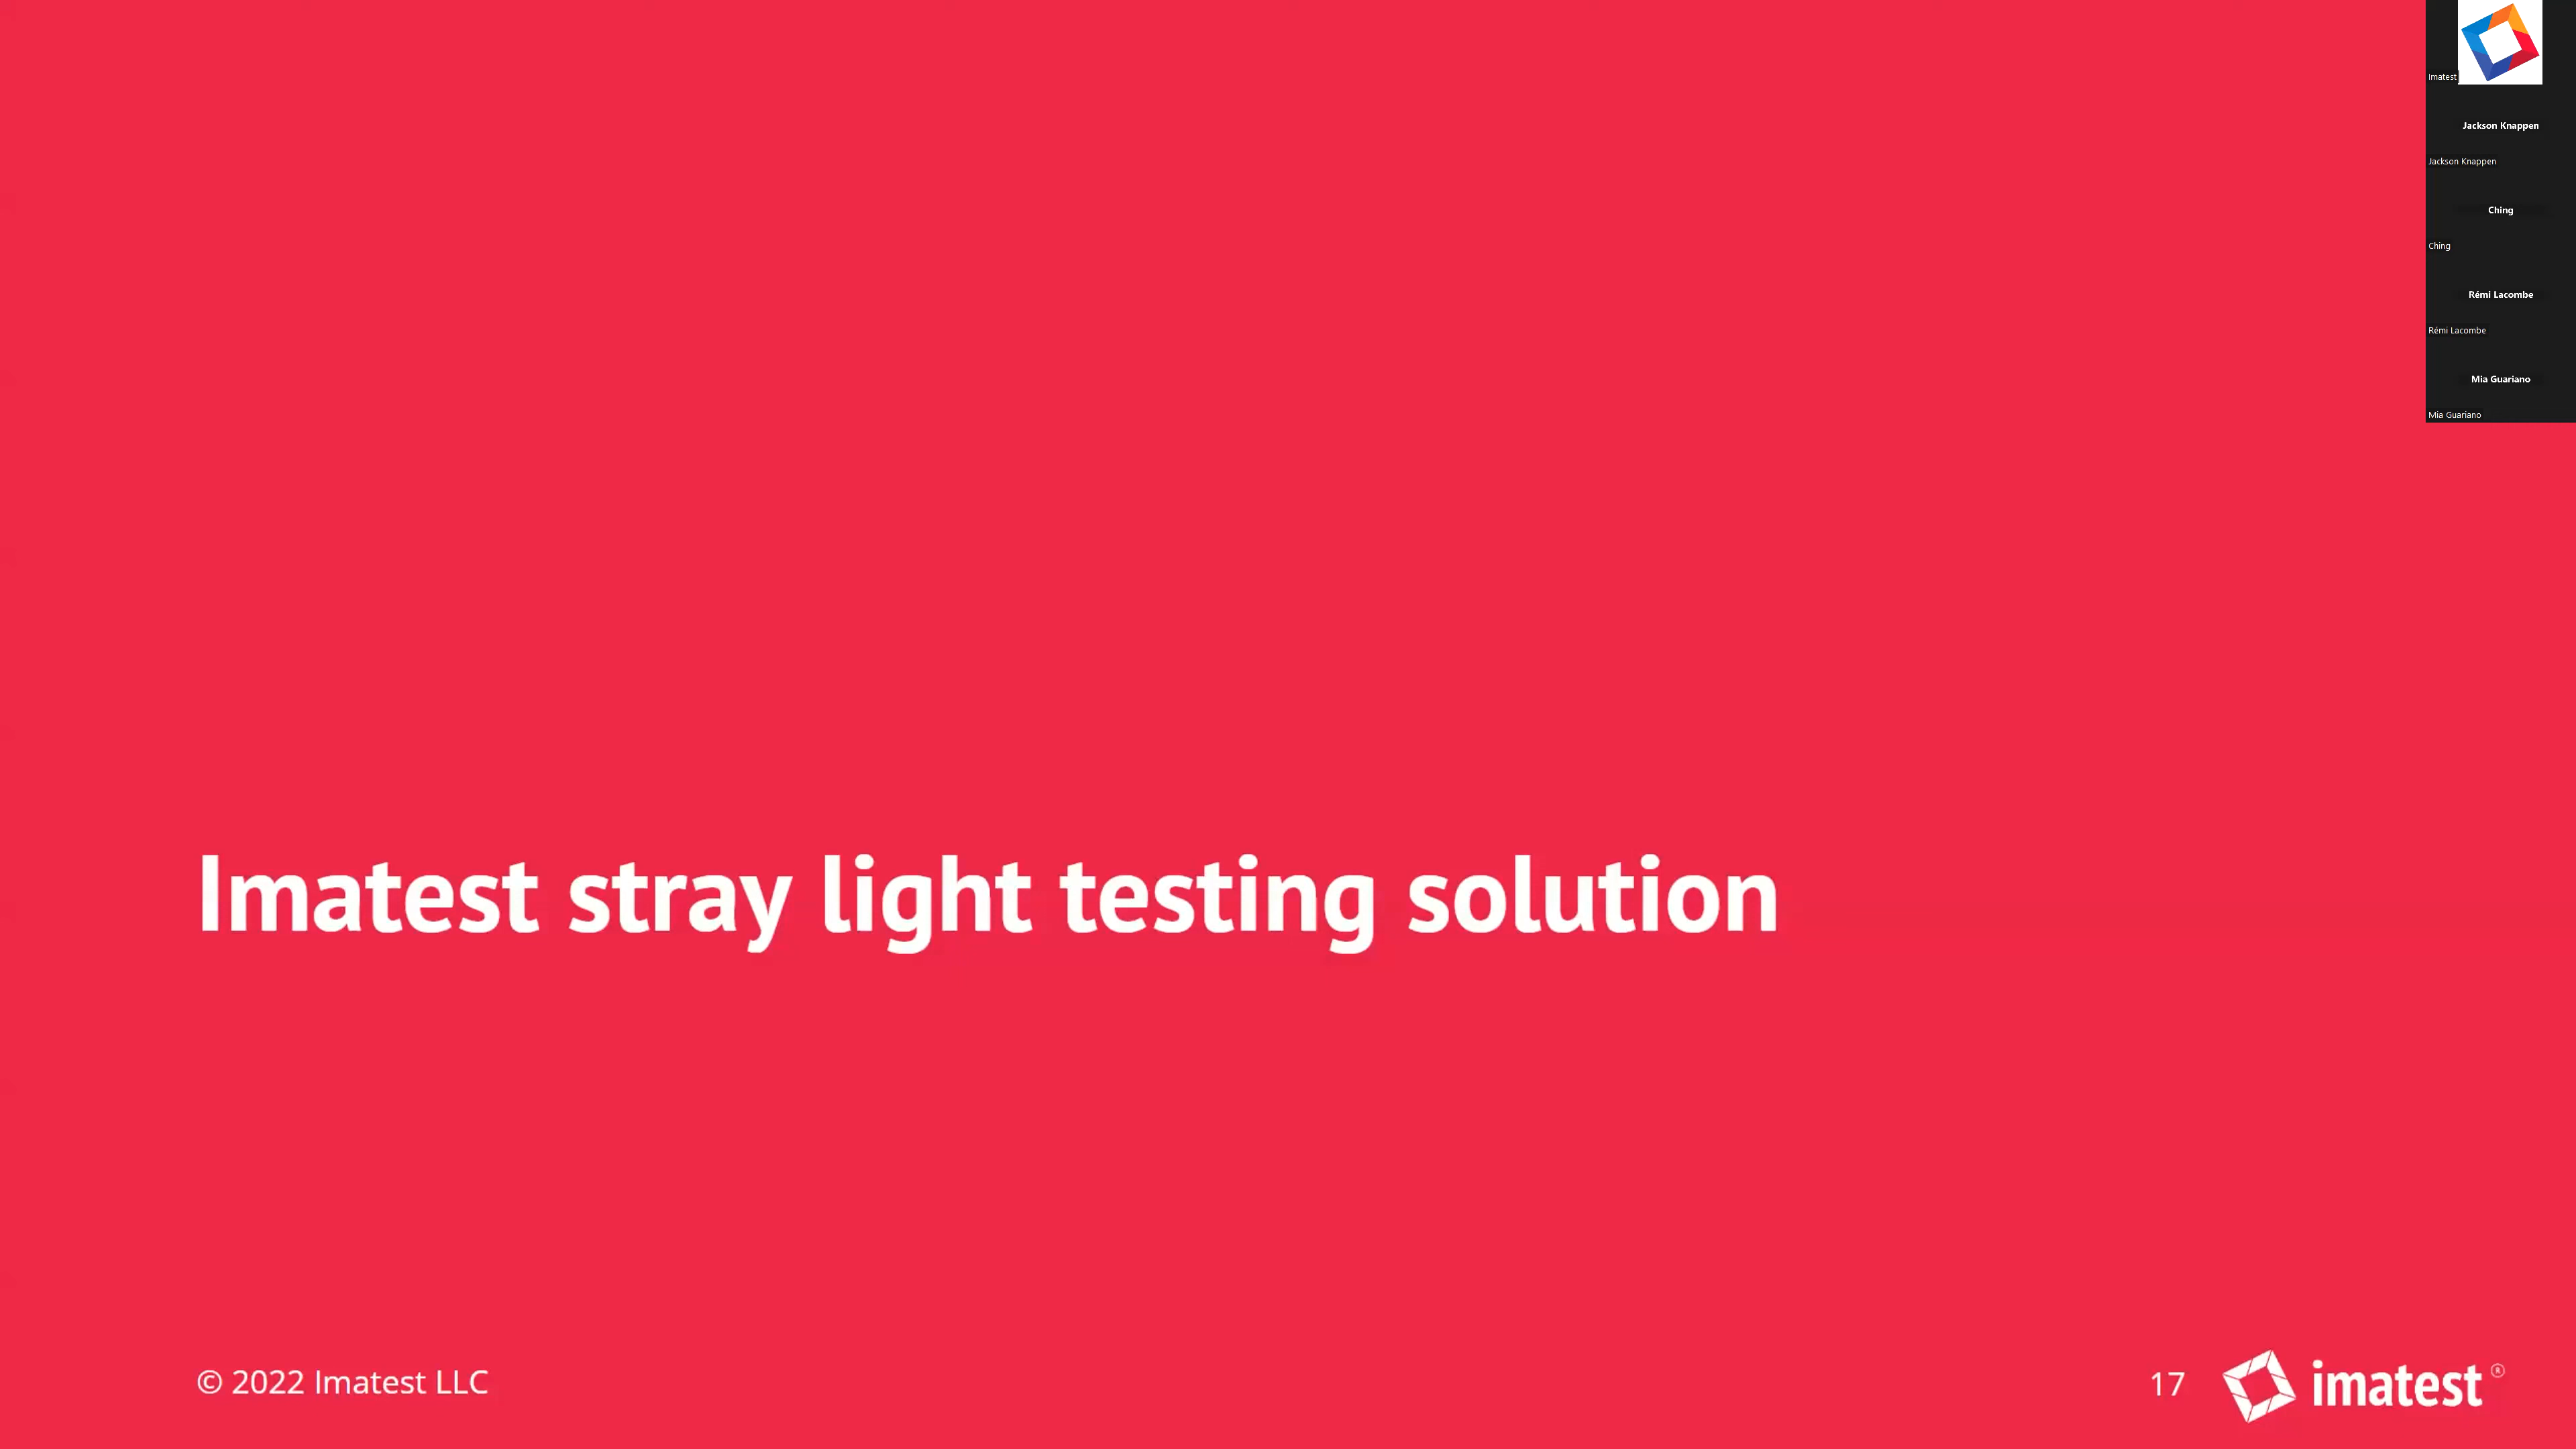 Imatest
Jackson Knappen
Jackson Knappen
Ching
Ching
Rémi Lacombe
Rémi Lacombe
Mia Guariano
Mia Guariano
Imatest stray light testing solution
© 2022 Imatest LLC
17
imatest®